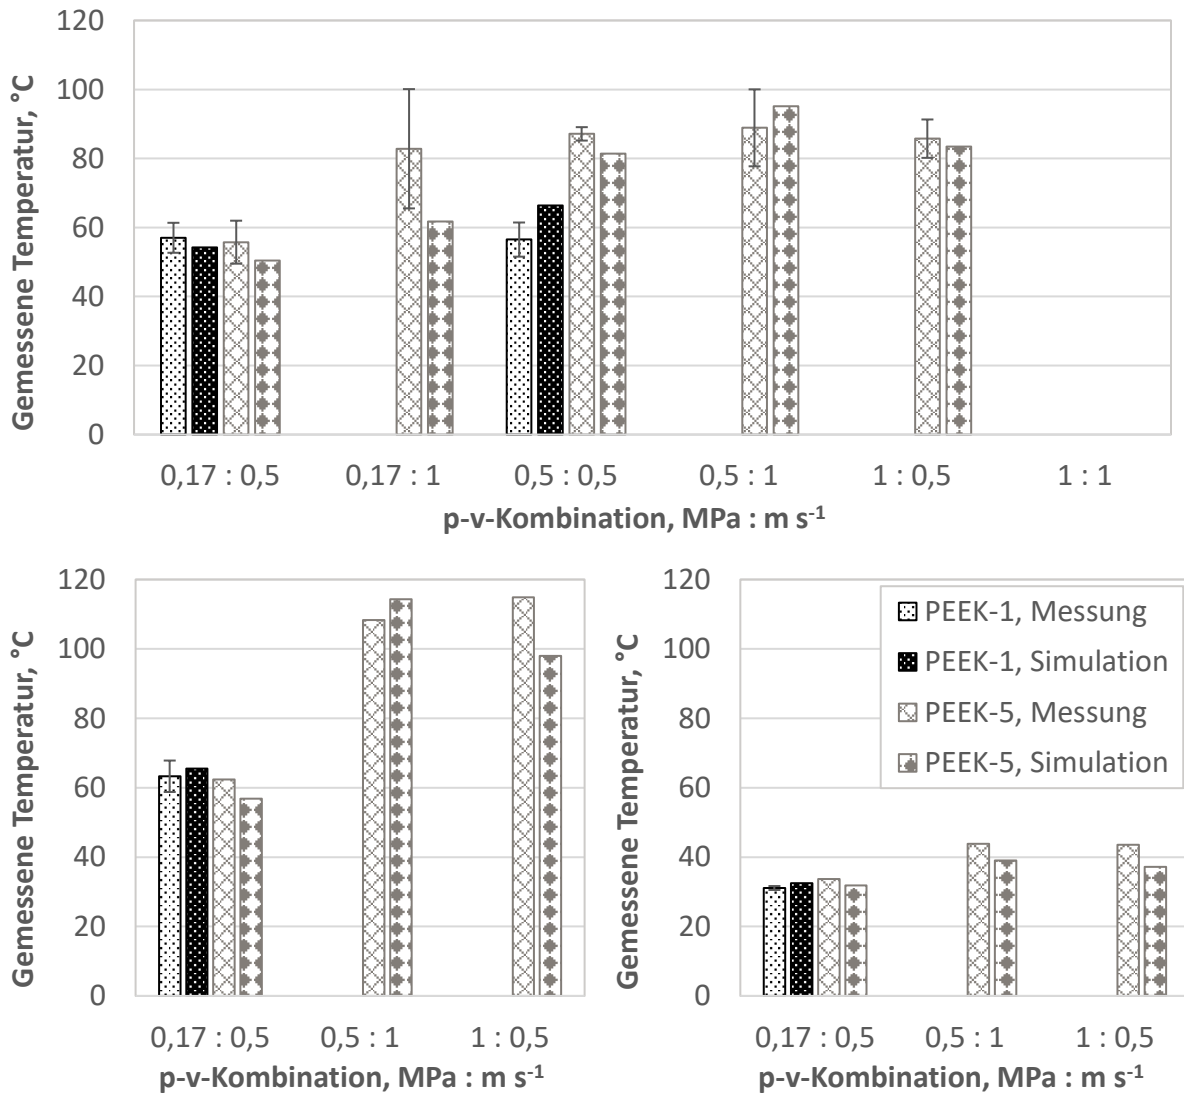 Gemessene Temperatur, °C
120
100
80
60
40
20
0
0,17 : 0,5
0,17 : 1
0,5 : 0,5
0,5 : 1
1 : 0,5
1 : 1
p-v-Kombination, MPa : m s⁻¹
Gemessene Temperatur, °C
120
100
80
60
40
20
0
0,17 : 0,5
0,5 : 1
1 : 0,5
p-v-Kombination, MPa : m s⁻¹
Gemessene Temperatur, °C
120
100
80
60
40
20
0
PEEK-1, Messung
PEEK-1, Simulation
PEEK-5, Messung
PEEK-5, Simulation
0,17 : 0,5
0,5 : 1
1 : 0,5
p-v-Kombination, MPa : m s⁻¹